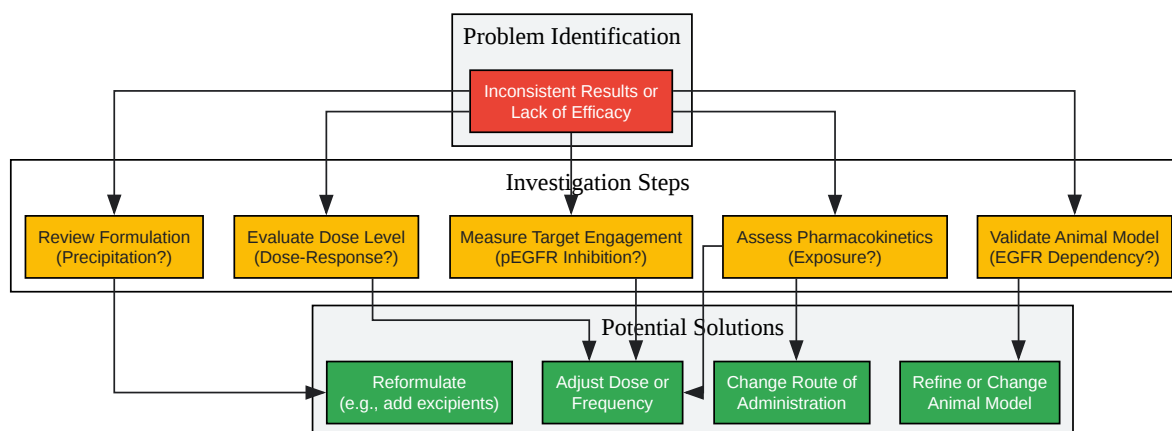 Problem Identification
Inconsistent Results or
Lack of Efficacy
Investigation Steps
Review Formulation
(Precipitation?)
Evaluate Dose Level
(Dose-Response?)
Measure Target Engagement
(pEGFR Inhibition?)
Assess Pharmacokinetics
(Exposure?)
Validate Animal Model
(EGFR Dependency?)
Potential Solutions
Reformulate
(e.g., add excipients)
Adjust Dose or
Frequency
Change Route of
Administration
Refine or Change
Animal Model